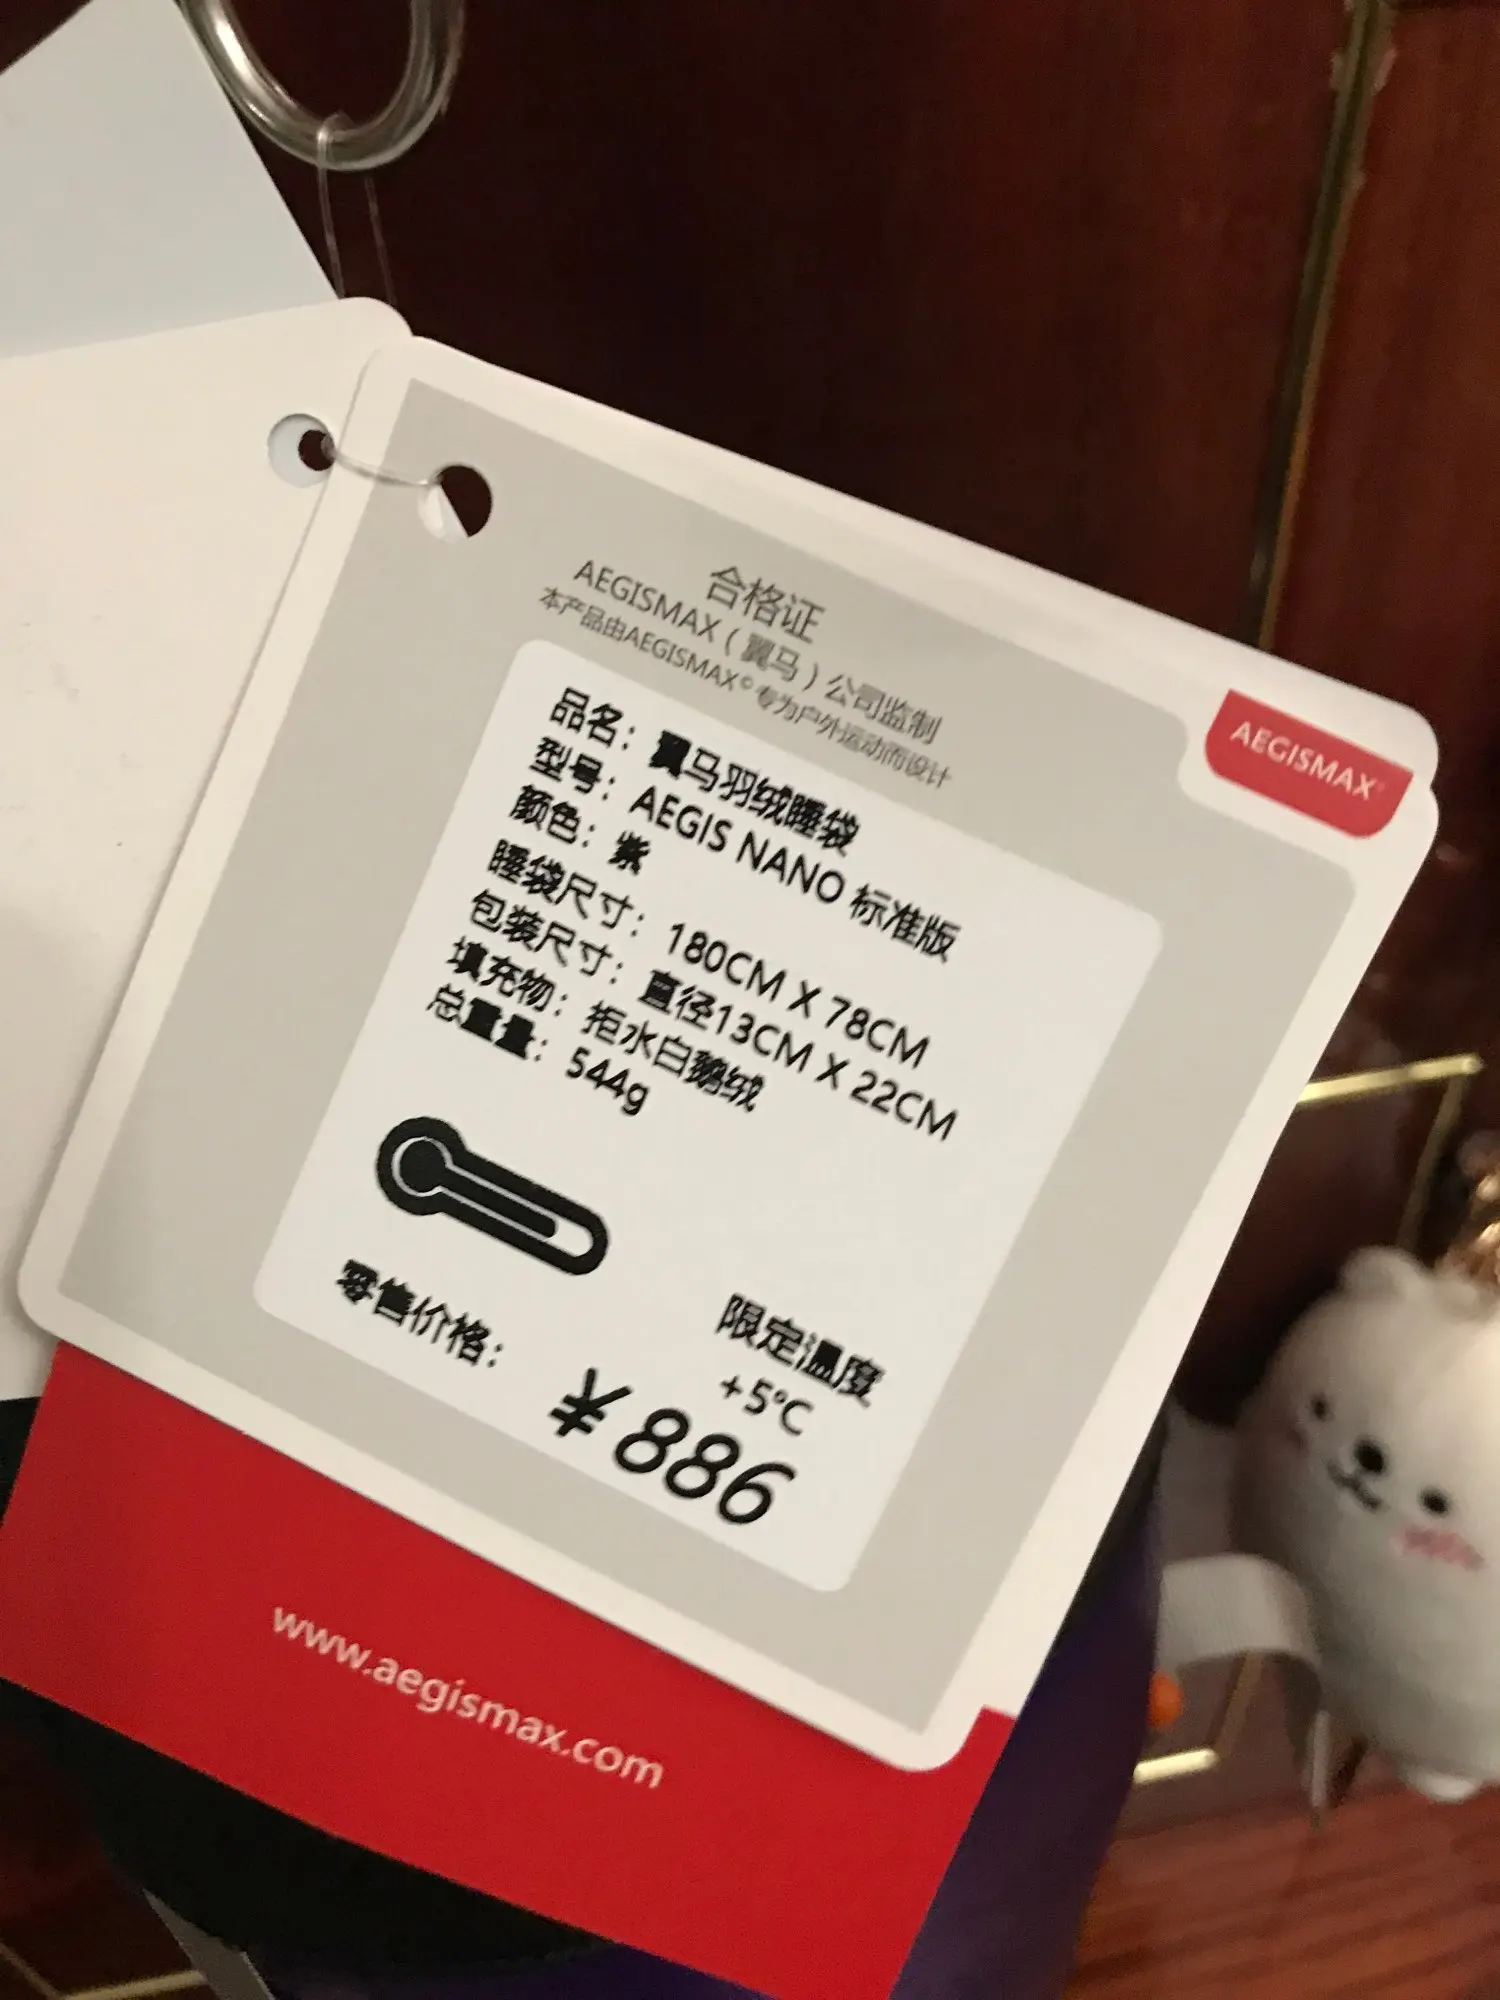 合格证
AEGISMAX（翼马）公司监制
本产品由AEGISMAX©专为户外运动而设计
AEGISMAX®
品名：翼马羽绒睡袋
型号：AEGIS NANO 标准版
颜色：紫
睡袋尺寸：180CM X 78CM
包装尺寸：直径13CM X 22CM
填充物：拒水白鹅绒
总重量：544g
限定温度
+5°C
零售价格：
￥886
www.aegismax.com